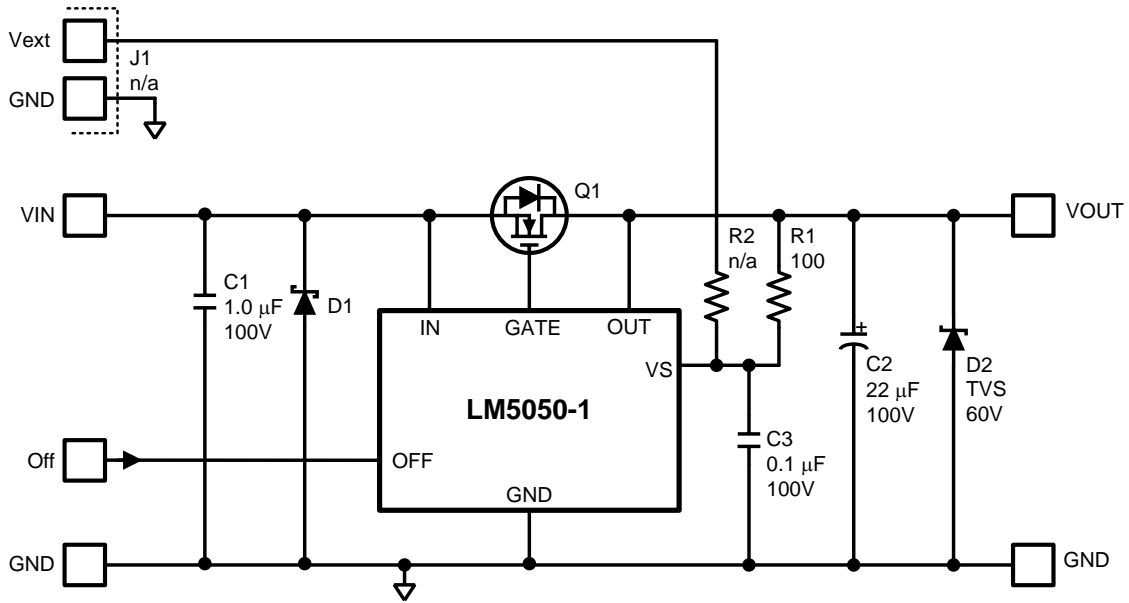 Vext
J1
n/a
GND
Q1
VIN
VOUT
R2
n/a
R1
100
C1
1.0 μF
100V
D1
IN
GATE
OUT
VS
C2
22 μF
100V
D2
TVS
60V
LM5050-1
C3
0.1 μF
100V
Off
OFF
GND
GND
GND